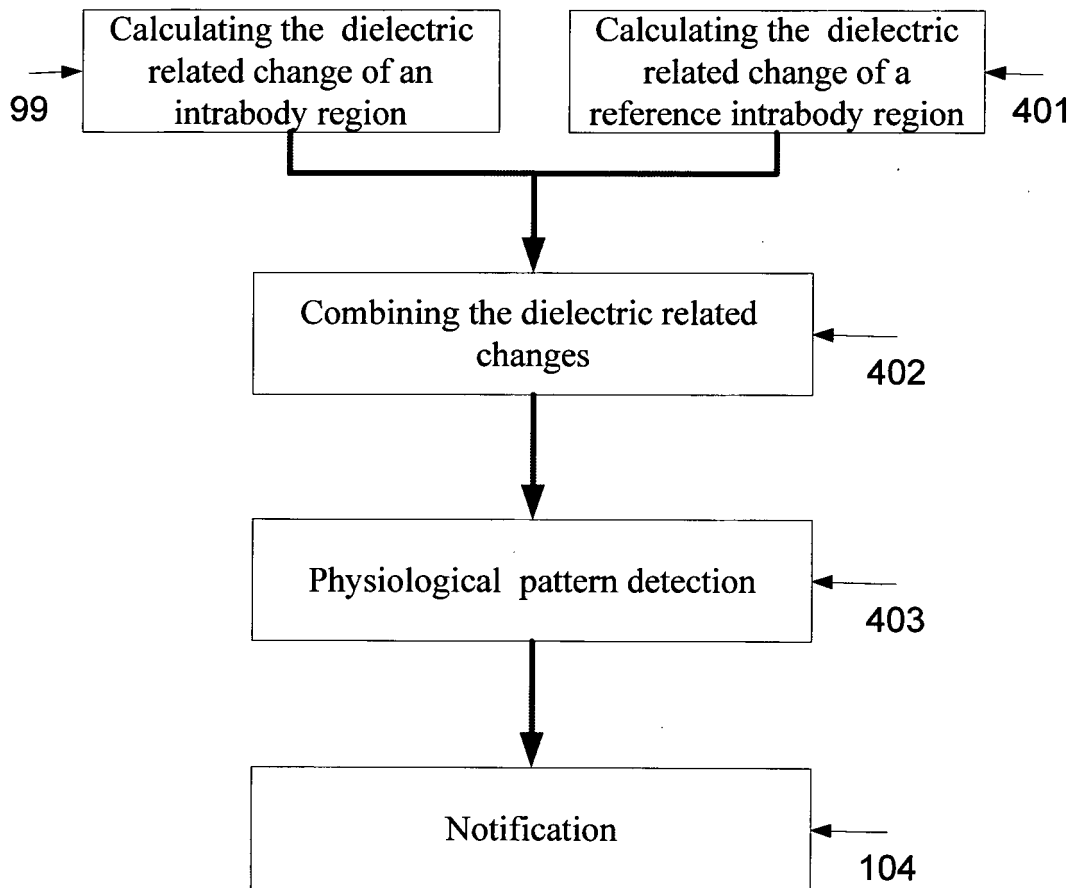 Calculating the dielectric
related change of an
intrabody region
99
Calculating the dielectric
related change of a
reference intrabody region
401
Combining the dielectric related
changes
402
Physiological pattern detection
403
Notification
104